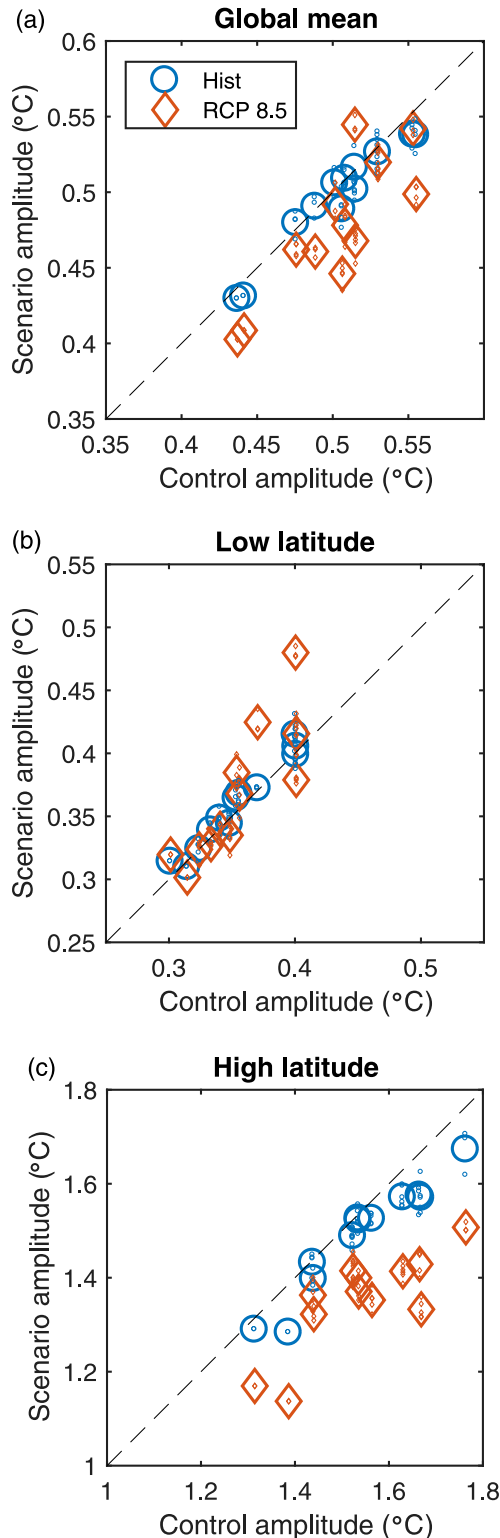 (a) Global mean
0.6
0.55
0.5
0.45
0.4
0.35
Scenario amplitude (°C)
Hist
RCP 8.5
0.35 0.4 0.45 0.5 0.55
Control amplitude (°C)
(b) Low latitude
0.55
0.5
0.45
0.4
0.35
0.3
0.25
Scenario amplitude (°C)
0.3 0.4 0.5
Control amplitude (°C)
(c) High latitude
1.8
1.6
1.4
1.2
1
Scenario amplitude (°C)
1 1.2 1.4 1.6 1.8
Control amplitude (°C)